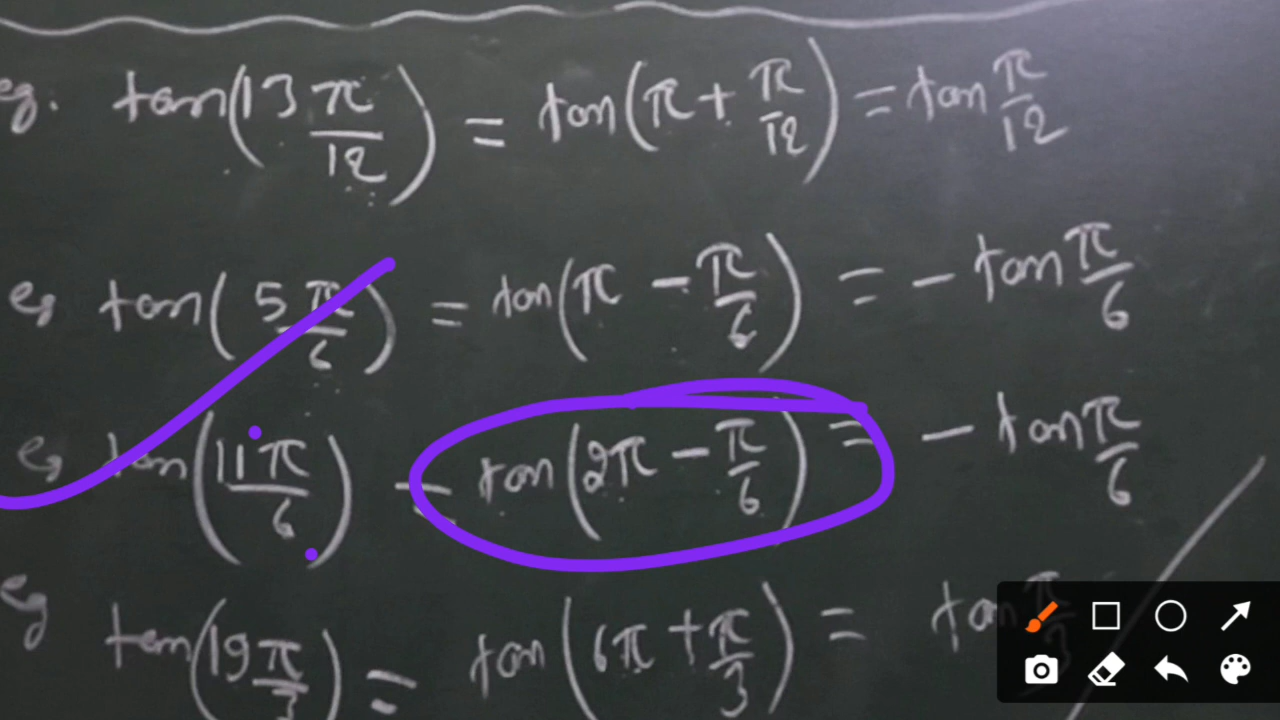 eg. tan(13π/12) = tan(π + π/12) = tan π/12
eg tan(5π/6) = tan(π - π/6) = - tan π/6
eg tan(11π/6) = tan(2π - π/6) = - tan π/6
eg tan(19π/3) = tan(6π + π/3) = tan π/3